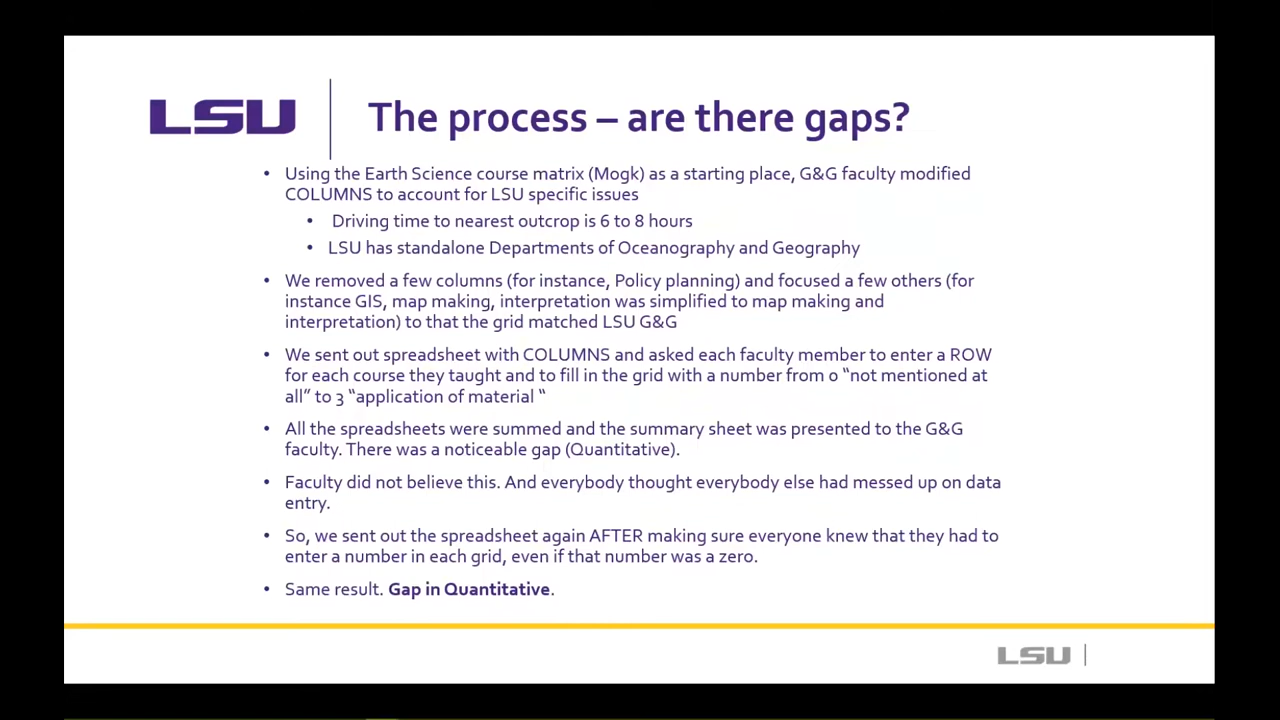 LSU
The process – are there gaps?
• Using the Earth Science course matrix (Mogk) as a starting place, G&G faculty modified
COLUMNS to account for LSU specific issues
• Driving time to nearest outcrop is 6 to 8 hours
• LSU has standalone Departments of Oceanography and Geography
• We removed a few columns (for instance, Policy planning) and focused a few others (for
instance GIS, map making, interpretation was simplified to map making and
interpretation) to that the grid matched LSU G&G
• We sent out spreadsheet with COLUMNS and asked each faculty member to enter a ROW
for each course they taught and to fill in the grid with a number from 0 “not mentioned at
all” to 3 “application of material “
• All the spreadsheets were summed and the summary sheet was presented to the G&G
faculty. There was a noticeable gap (Quantitative).
• Faculty did not believe this. And everybody thought everybody else had messed up on data
entry.
• So, we sent out the spreadsheet again AFTER making sure everyone knew that they had to
enter a number in each grid, even if that number was a zero.
• Same result. Gap in Quantitative.
LSU